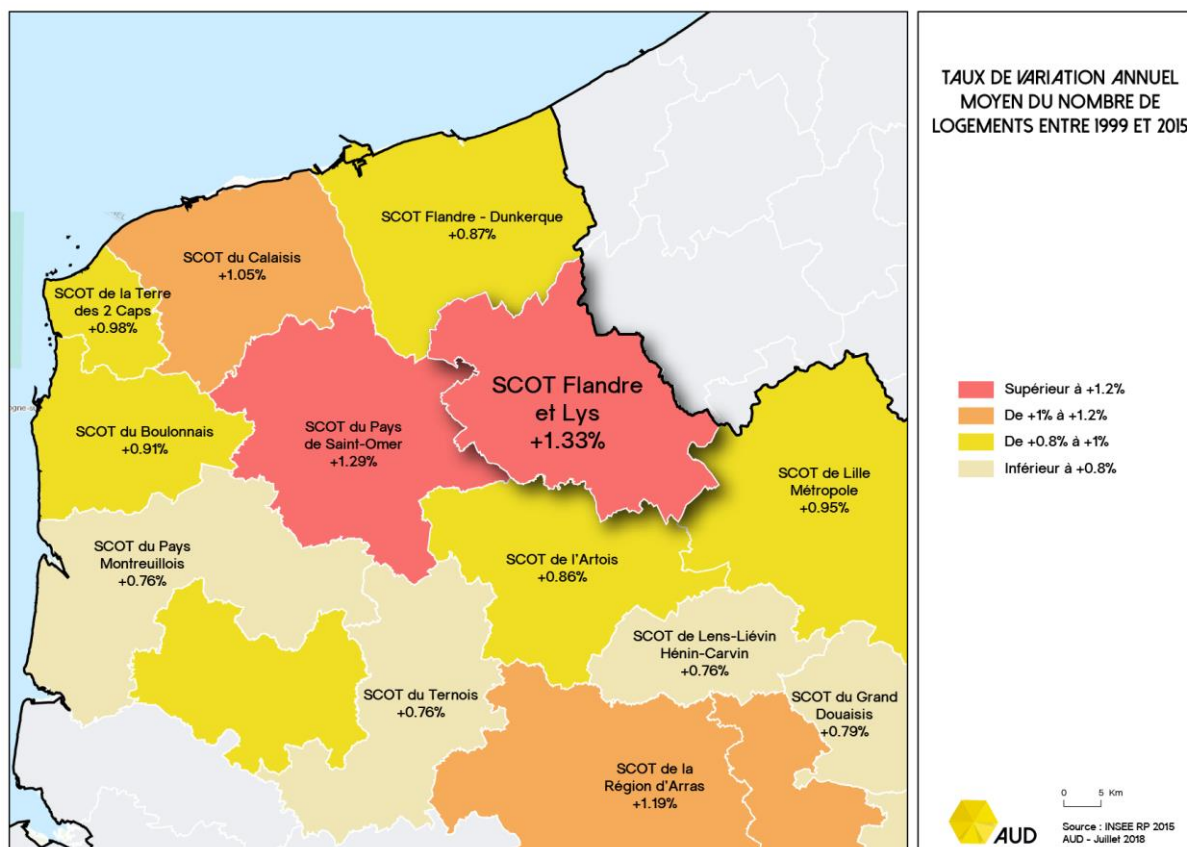 TAUX DE VARIATION ANNUEL
MOYEN DU NOMBRE DE
LOGEMENTS ENTRE 1999 ET 2015
SCOT Flandre - Dunkerque
+0.87%
SCOT du Calaisis
+1.05%
SCOT de la Terre
des 2 Caps
+0.98%
SCOT Flandre
et Lys
+1.33%
SCOT du Boulonnais
+0.91%
SCOT du Pays
de Saint-Omer
+1.29%
SCOT de Lille
Métropole
+0.95%
SCOT du Pays
Montreuillois
+0.76%
SCOT de l'Artois
+0.86%
SCOT de Lens-Liévin
Hénin-Carvin
+0.76%
SCOT du Ternois
+0.76%
SCOT du Grand
Douaisis
+0.79%
SCOT de la
Région d'Arras
+1.19%
Supérieur à +1.2%
De +1% à +1.2%
De +0.8% à +1%
Inférieur à +0.8%
0 5 Km
AUD
Source : INSEE RP 2015
AUD - Juillet 2018